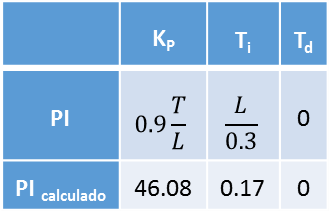 K_P T_i T_d
PI 0.9 T/L L/0.3 0
PI calculado 46.08 0.17 0